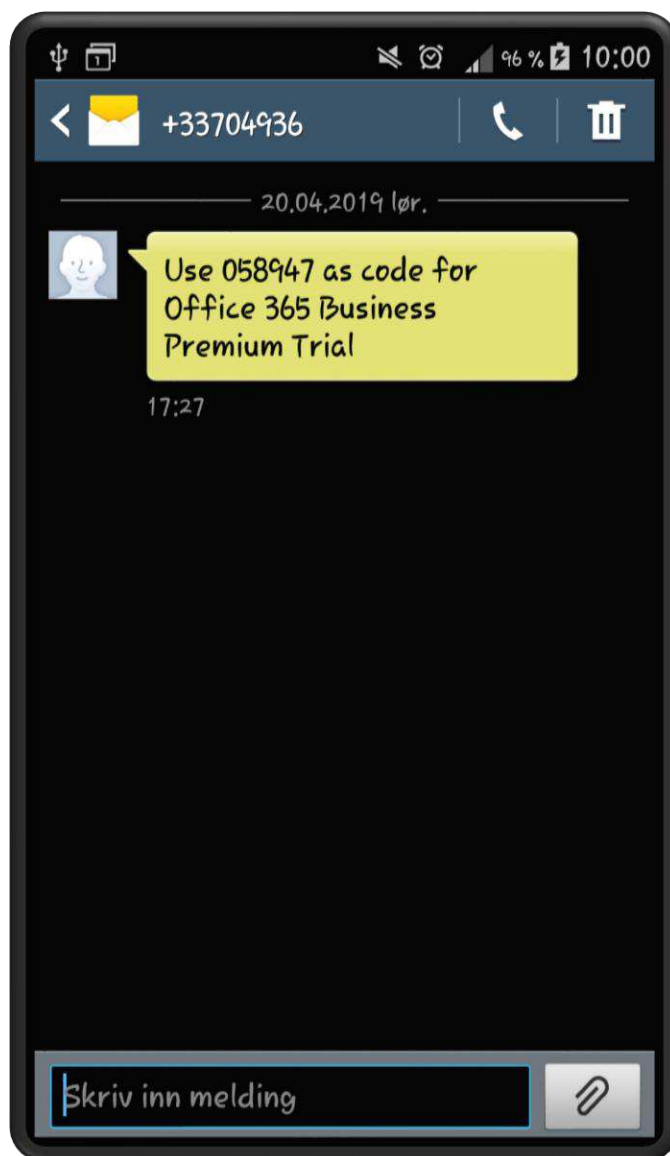 96 % 10:00
+33704936
20.04.2019 lør.
Use 058947 as code for
Office 365 Business
Premium Trial
17:27
Skriv inn melding